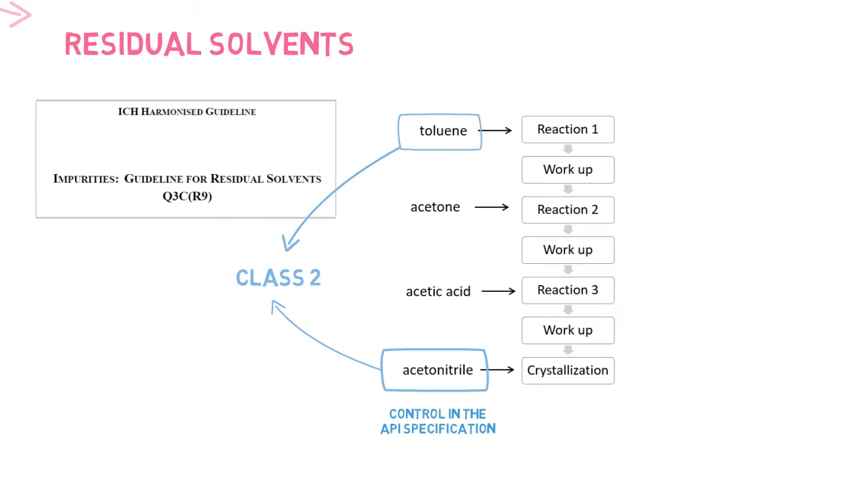 RESIDUAL SOLVENTS
ICH HARMONISED GUIDELINE
IMPURITIES: GUIDELINE FOR RESIDUAL SOLVENTS
Q3C(R9)
toluene
Reaction 1
Work up
acetone
Reaction 2
Work up
CLASS 2
acetic acid
Reaction 3
Work up
acetonitrile
Crystallization
CONTROL IN THE
API SPECIFICATION